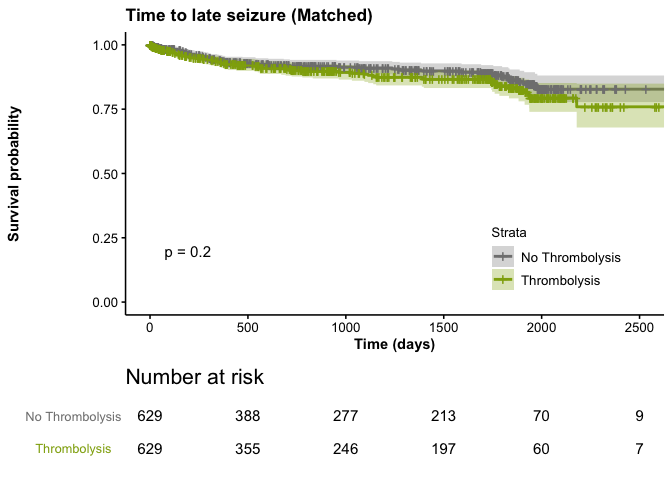 Time to late seizure (Matched)
Survival probability
1.00
0.75
0.50
0.25
0.00
p = 0.2
Strata
No Thrombolysis
Thrombolysis
0 500 1000 1500 2000 2500
Time (days)
Number at risk
No Thrombolysis 629 388 277 213 70 9
Thrombolysis 629 355 246 197 60 7